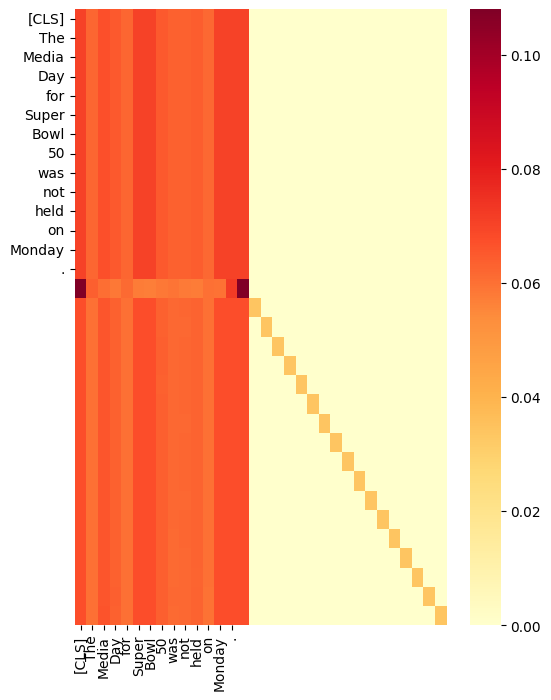 [CLS]
The
Media
Day
for
Super
Bowl
50
was
not
held
on
Monday
.
0.10
0.08
0.06
0.04
0.02
0.00
[CLS]
The
Media
Day
for
Super
Bowl
50
was
not
held
on
Monday
.